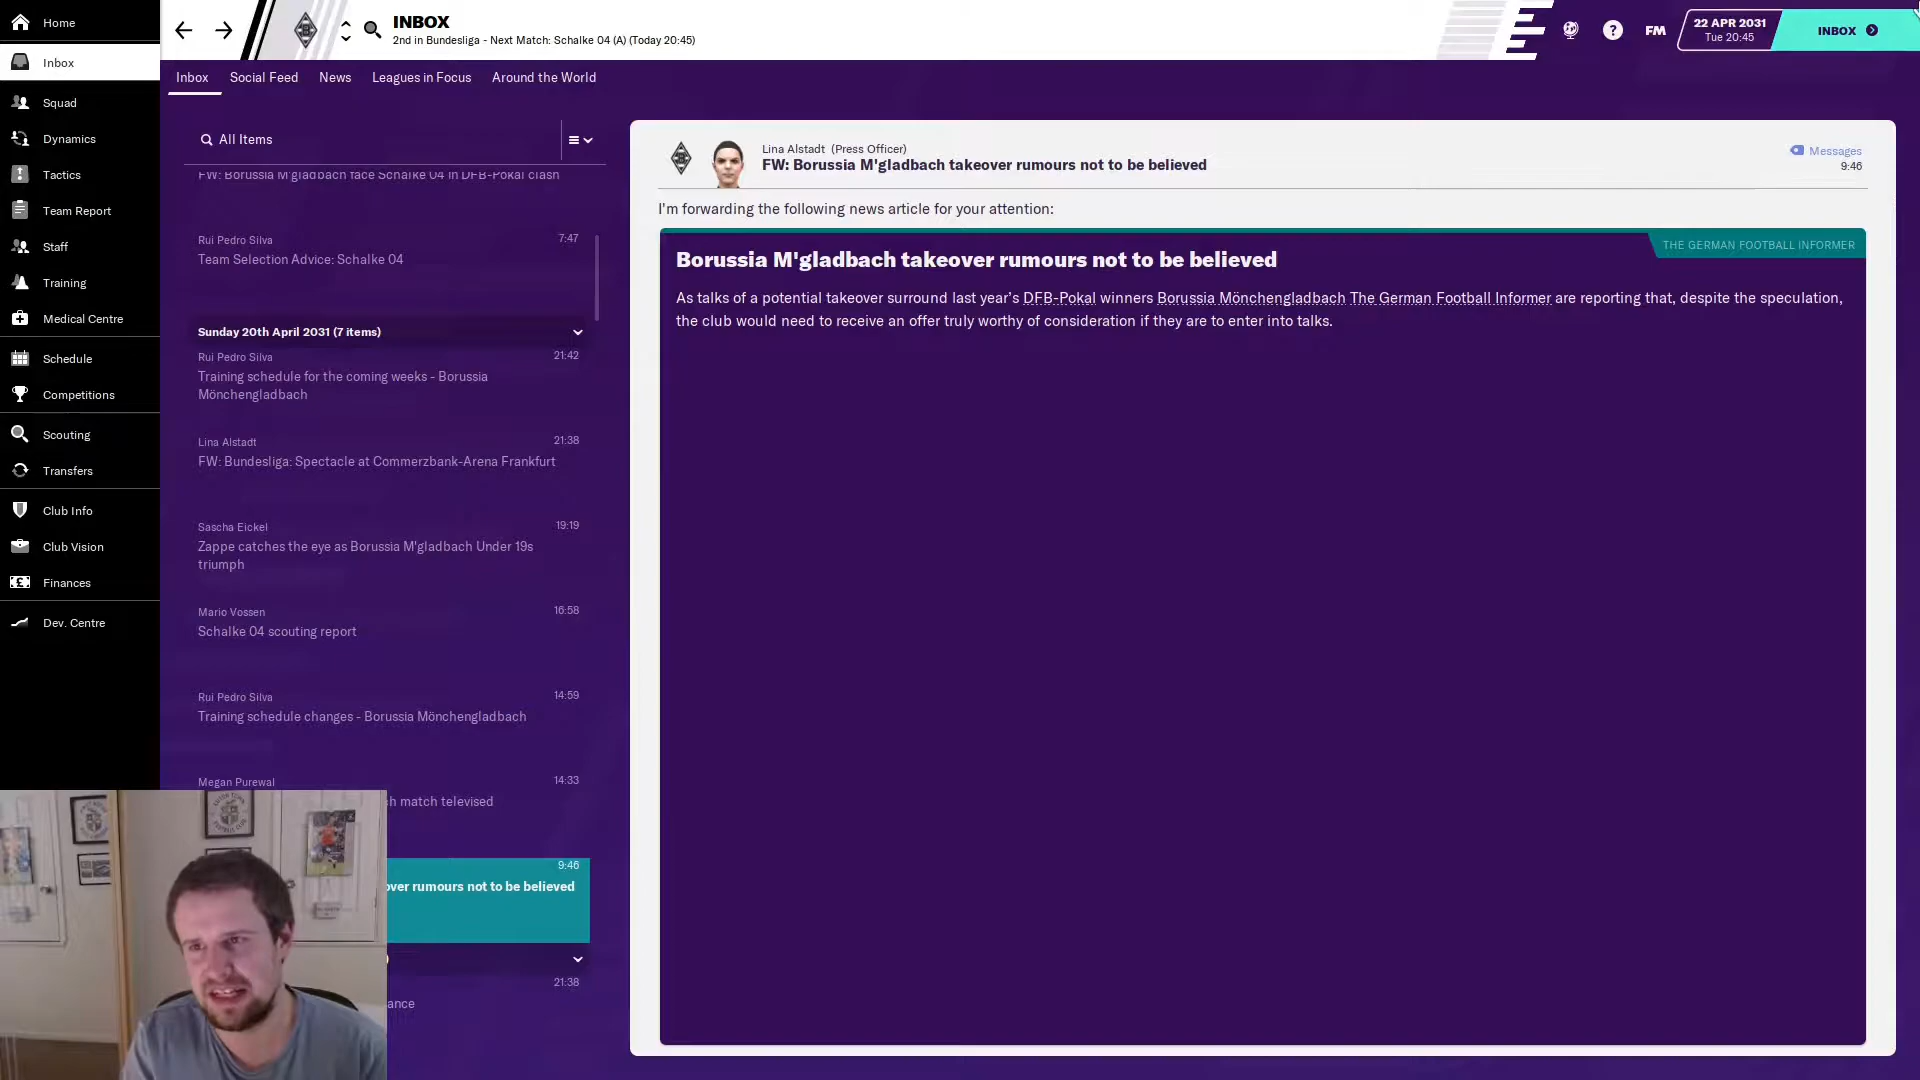 Home
Inbox
Squad
Dynamics
Tactics
Team Report
Staff
Training
Medical Centre
Schedule
Competitions
Scouting
Transfers
Club Info
Club Vision
Finances
Dev. Centre
INBOX
2nd in Bundesliga - Next Match: Schalke 04 (A) (Today 20:45)
FM
22 APR 2031
Tue 20:45
INBOX
Inbox Social Feed News Leagues in Focus Around the World
All Items
FW: Borussia M'gladbach face Schalke 04 in DFB-Pokal clash
Rui Pedro Silva 7:47
Team Selection Advice: Schalke 04
Sunday 20th April 2031 (7 items)
Rui Pedro Silva 21:42
Training schedule for the coming weeks - Borussia
Mönchengladbach
Lina Alstadt 21:38
FW: Bundesliga: Spectacle at Commerzbank-Arena Frankfurt
Sascha Eickel 19:19
Zappe catches the eye as Borussia M'gladbach Under 19s
triumph
Mario Vossen 16:58
Schalke 04 scouting report
Rui Pedro Silva 14:59
Training schedule changes - Borussia Mönchengladbach
Megan Purewal 14:33
ch match televised
9:46
over rumours not to be believed
21:38
ance
Lina Alstadt (Press Officer)
FW: Borussia M'gladbach takeover rumours not to be believed
Messages
9:46
I'm forwarding the following news article for your attention:
THE GERMAN FOOTBALL INFORMER
Borussia M'gladbach takeover rumours not to be believed
As talks of a potential takeover surround last year's DFB-Pokal winners Borussia Mönchengladbach The German Football Informer are reporting that, despite the speculation,
the club would need to receive an offer truly worthy of consideration if they are to enter into talks.